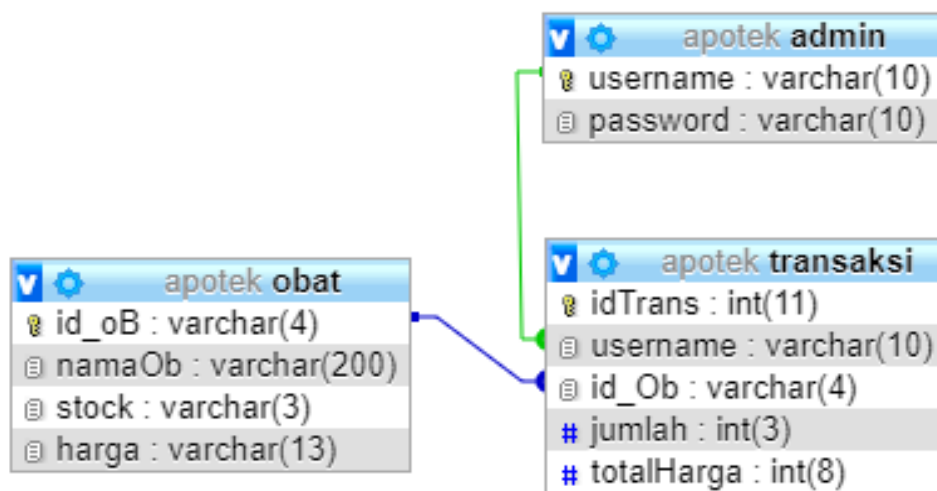 apotek admin
username : varchar(10)
password : varchar(10)
apotek obat
id_oB : varchar(4)
namaOb : varchar(200)
stock : varchar(3)
harga : varchar(13)
apotek transaksi
idTrans : int(11)
username : varchar(10)
id_Ob : varchar(4)
# jumlah : int(3)
# totalHarga : int(8)